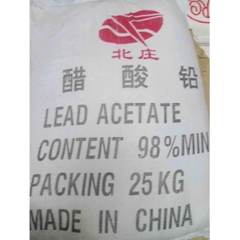 北庄
醋酸铅
LEAD ACETATE
CONTENT 98%MIN
PACKING 25KG
MADE IN CHINA